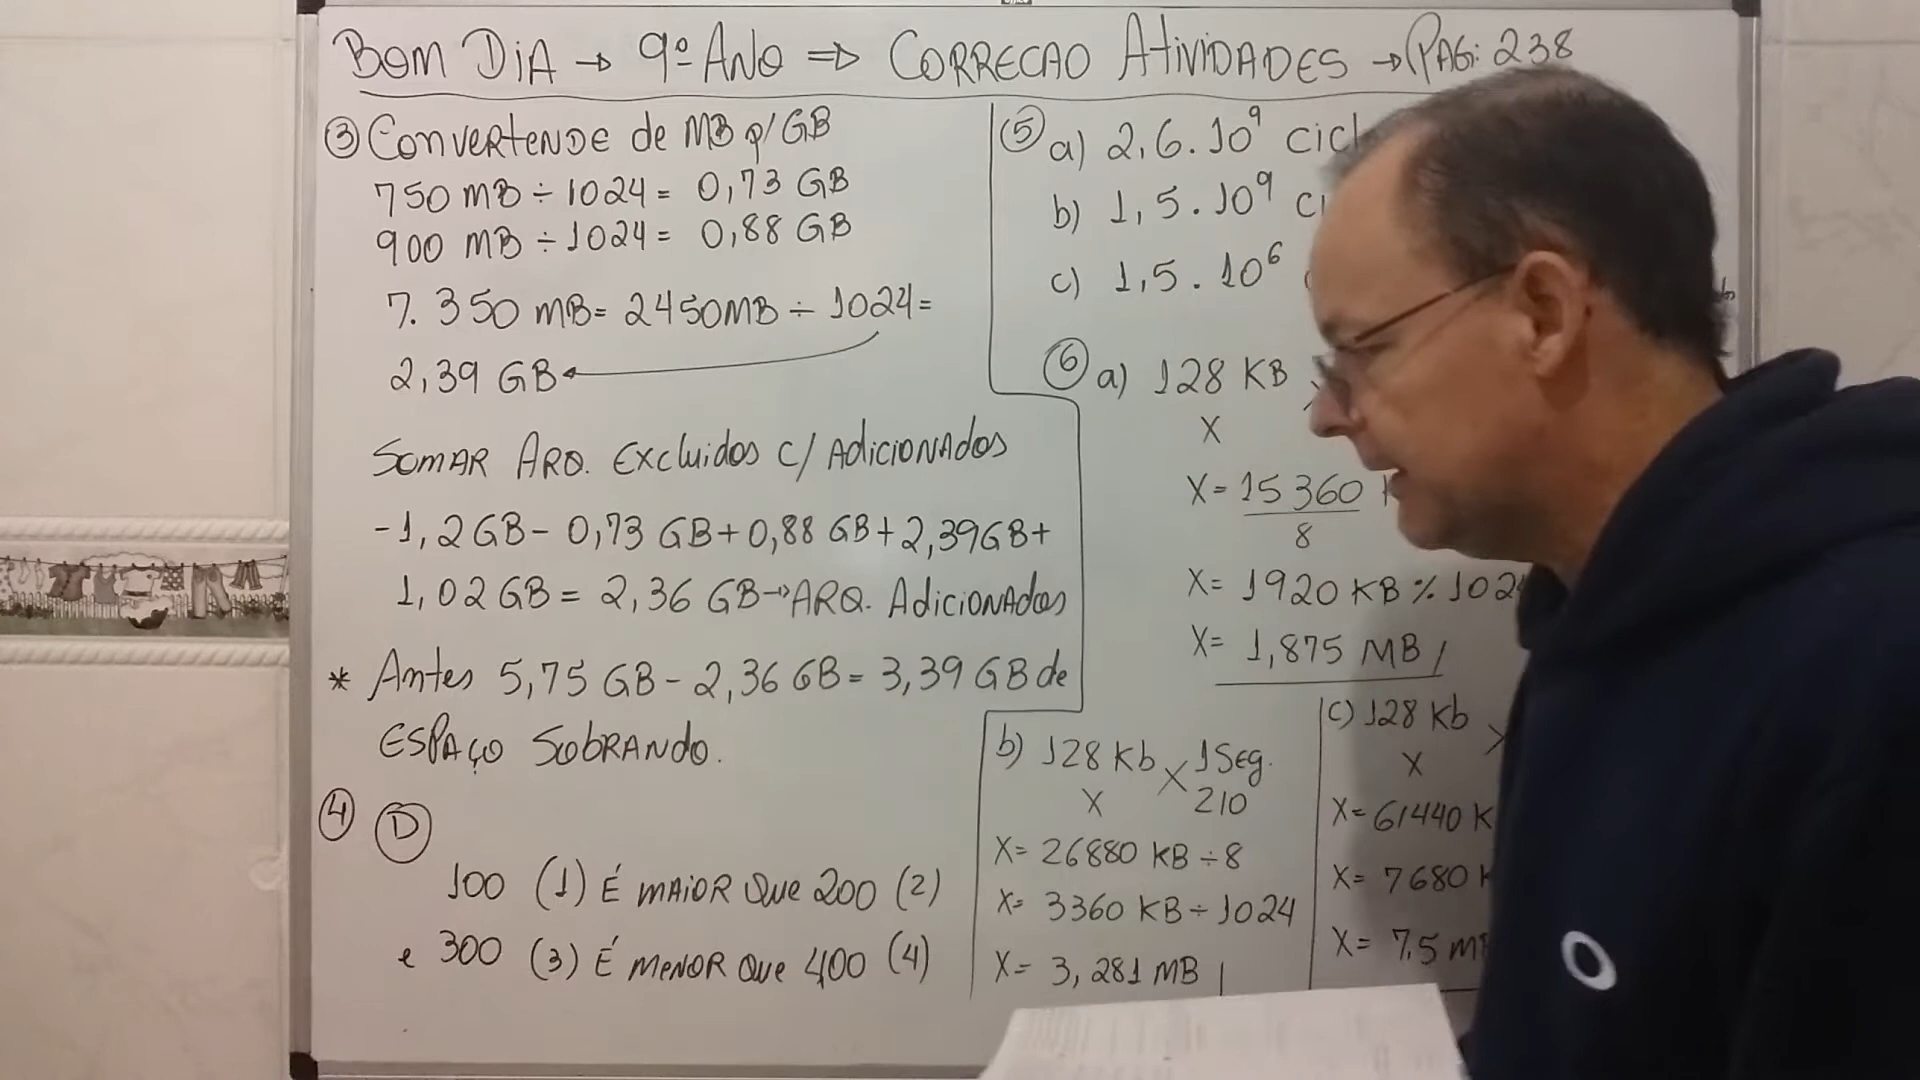 BOM DIA → 9º ANO ⇒ CORRECAO ATIVIDADES → PAG: 238
③ CONVERTENDE de MB p/ GB
750 MB ÷ 1024 = 0,73 GB
900 MB ÷ 1024 = 0,88 GB
7. 350 MB = 2450MB ÷ 1024 =
2,39 GB
SOMAR ARQ. EXCLUIDOS C/ ADICIONADOS
-1,2 GB - 0,73 GB + 0,88 GB + 2,39GB +
1,02 GB = 2,36 GB → ARQ. ADICIONADOS
* ANTES 5,75 GB - 2,36 GB = 3,39 GB de
ESPAÇO SOBRANDO.
④ D
100 (1) É MAIOR QUE 200 (2)
e 300 (3) É MENOR QUE 400 (4)
⑤ a) 2,6. 10⁹
b) 1,5. 10⁹
c) 1,5. 10⁶
⑥ a) 128 KB
X
X = 15 360
8
X = 1920 KB % 102
X = 1,875 MB
b) 128 Kb X 1 SEG.
X 210
X = 26880 KB ÷ 8
X = 3360 KB ÷ 1024
X = 3, 281 MB
c) 128 Kb
X
X = 61440 K
X = 7680
X = 7,5